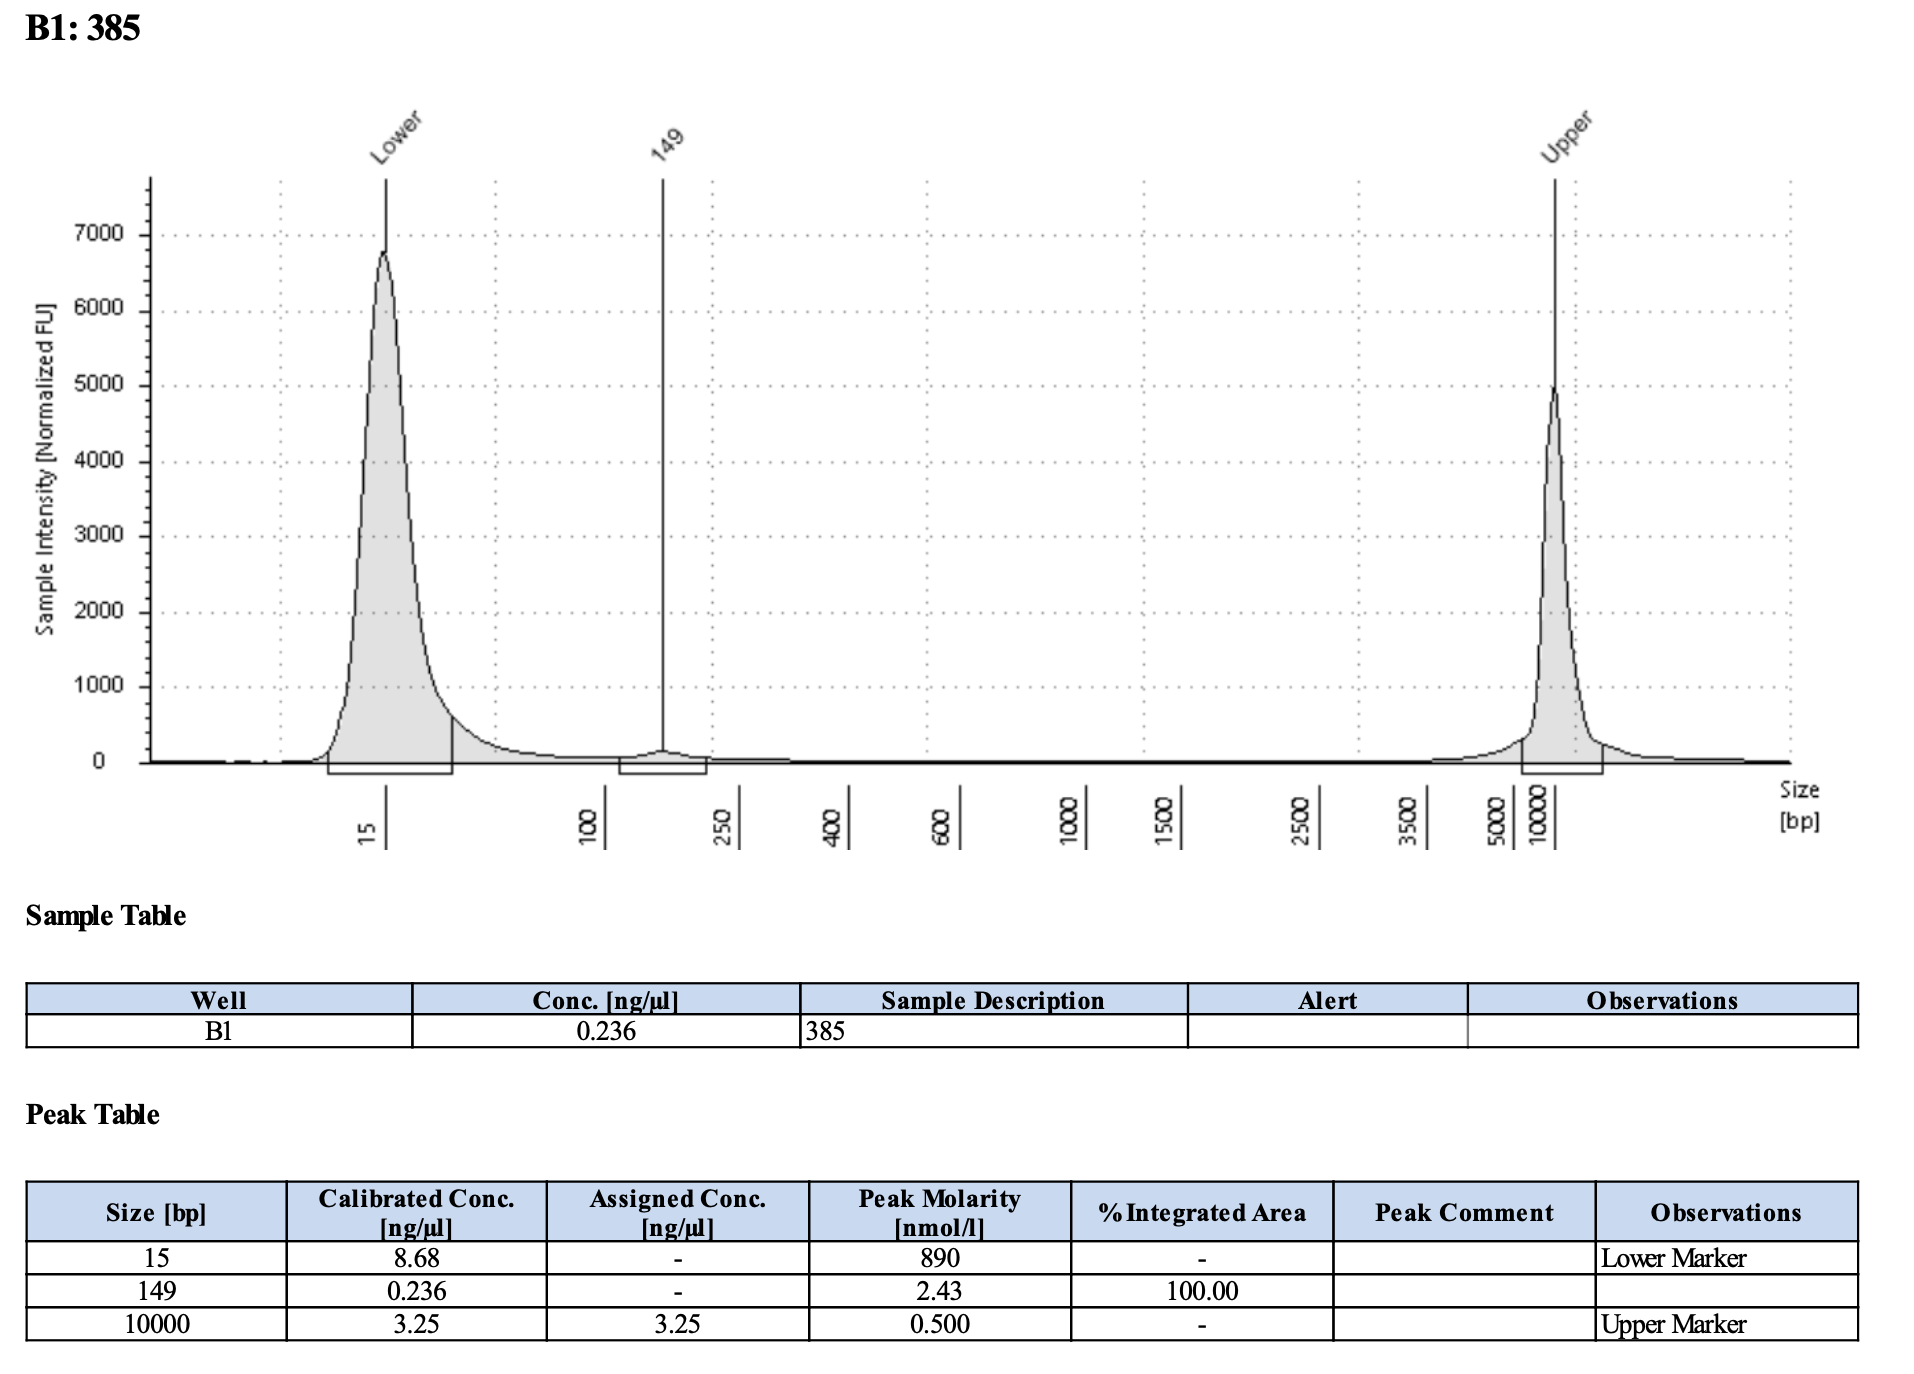 B1: 385
Lower
149
Upper
Sample Intensity [Normalized FU]
7000
6000
5000
4000
3000
2000
1000
0
15
100
250
400
600
1000
1500
2500
3500
5000
10000
Size
[bp]
Sample Table
Well Conc. [ng/µl] Sample Description Alert Observations
B1 0.236 385
Peak Table
Size [bp] Calibrated Conc. [ng/µl] Assigned Conc. [ng/µl] Peak Molarity [nmol/l] % Integrated Area Peak Comment Observations
15 8.68 - 890 - Lower Marker
149 0.236 - 2.43 100.00
10000 3.25 3.25 0.500 - Upper Marker